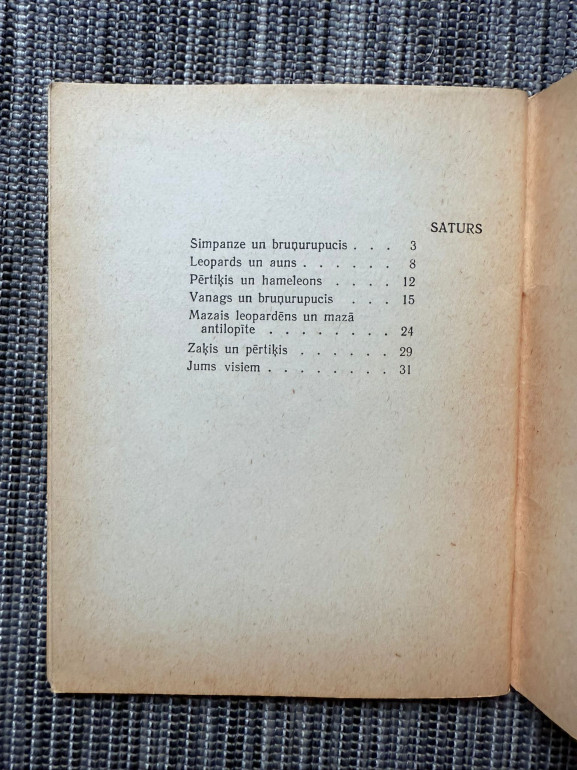 SATURS
Simpanze un bruņurupucis . . . 3
Leopards un auns . . . . . . 8
Pērtiķis un hameleons . . . . 12
Vanags un bruņurupucis . . . 15
Mazais leopardēns un mazā
antilopīte . . . . . . . . 24
Zaķis un pērtiķis . . . . . . 29
Jums visiem . . . . . . . . 31